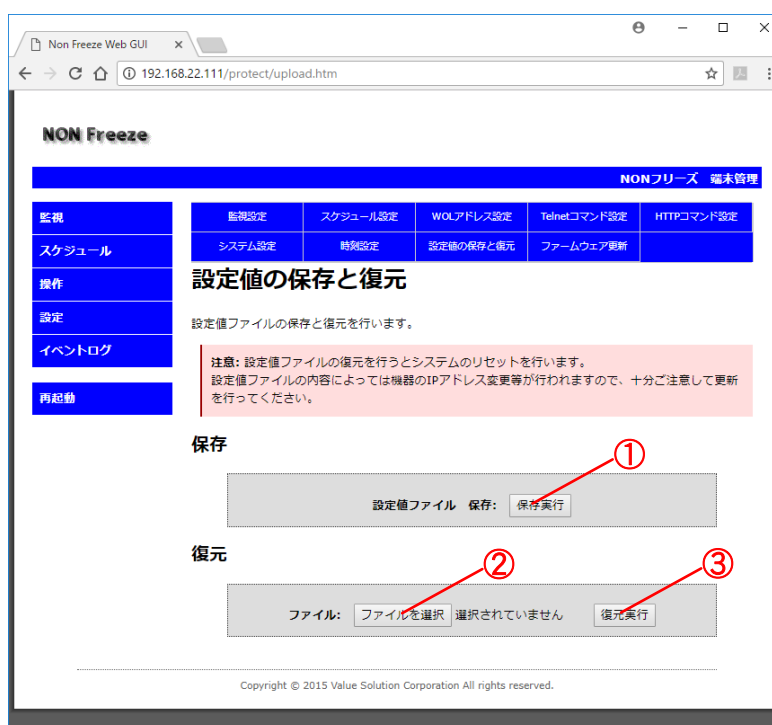 Non Freeze Web GUI
192.168.22.111/protect/upload.htm
NON Freeze
NONフリーズ 端末管理
監視
スケジュール
操作
設定
イベントログ
再起動
監視設定 スケジュール設定 WOLアドレス設定 Telnetコマンド設定 HTTPコマンド設定
システム設定 時刻設定 設定値の保存と復元 ファームウェア更新
設定値の保存と復元
設定値ファイルの保存と復元を行います。
注意: 設定値ファイルの復元を行うとシステムのリセットを行います。
設定値ファイルの内容によっては機器のIPアドレス変更等が行われますので、十分ご注意して更新
を行ってください。
保存
①
設定値ファイル 保存: 保存実行
復元
② ③
ファイル: ファイルを選択 選択されていません 復元実行
Copyright © 2015 Value Solution Corporation All rights reserved.